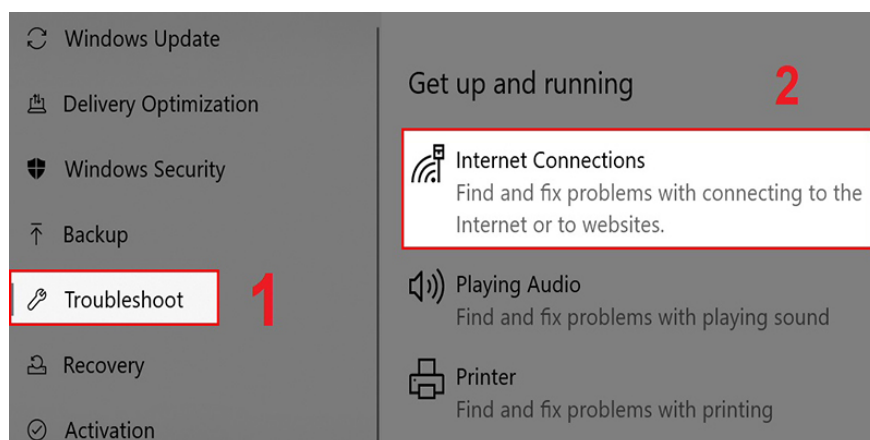 Windows Update
Delivery Optimization
Windows Security
Backup
Troubleshoot
1
Recovery
Activation
Get up and running
2
Internet Connections
Find and fix problems with connecting to the
Internet or to websites.
Playing Audio
Find and fix problems with playing sound
Printer
Find and fix problems with printing